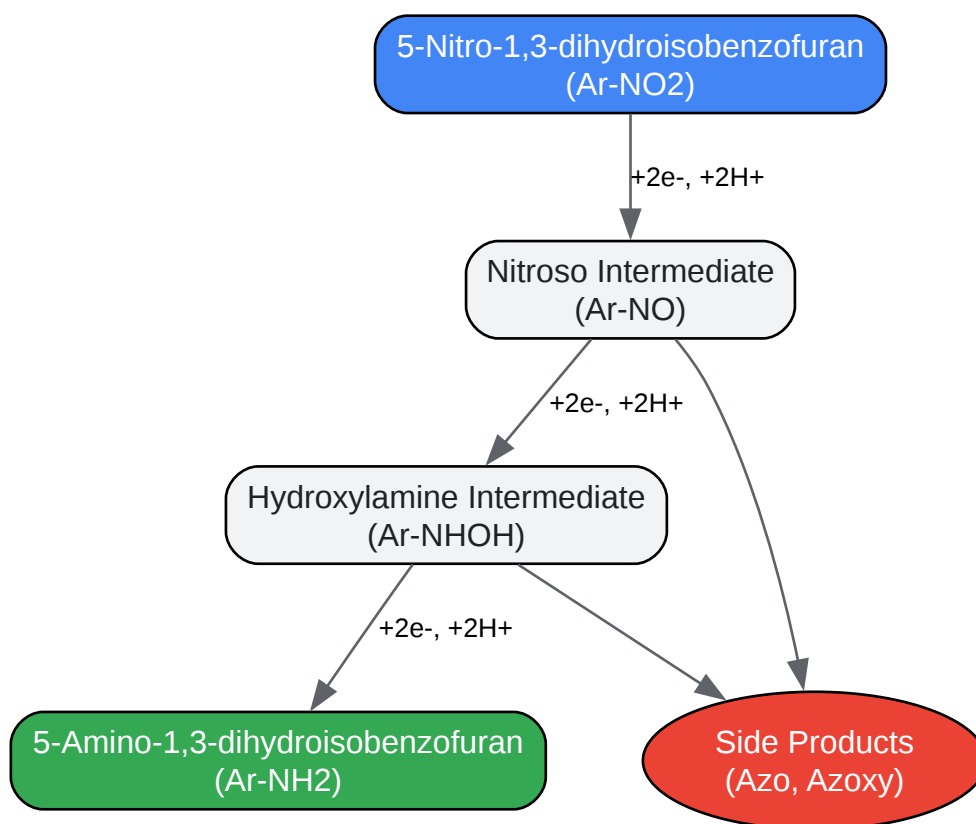 5-Nitro-1,3-dihydroisobenzofuran
(Ar-NO2)
+2e-, +2H+
Nitroso Intermediate
(Ar-NO)
+2e-, +2H+
Hydroxylamine Intermediate
(Ar-NHOH)
+2e-, +2H+
5-Amino-1,3-dihydroisobenzofuran
(Ar-NH2)
Side Products
(Azo, Azoxy)